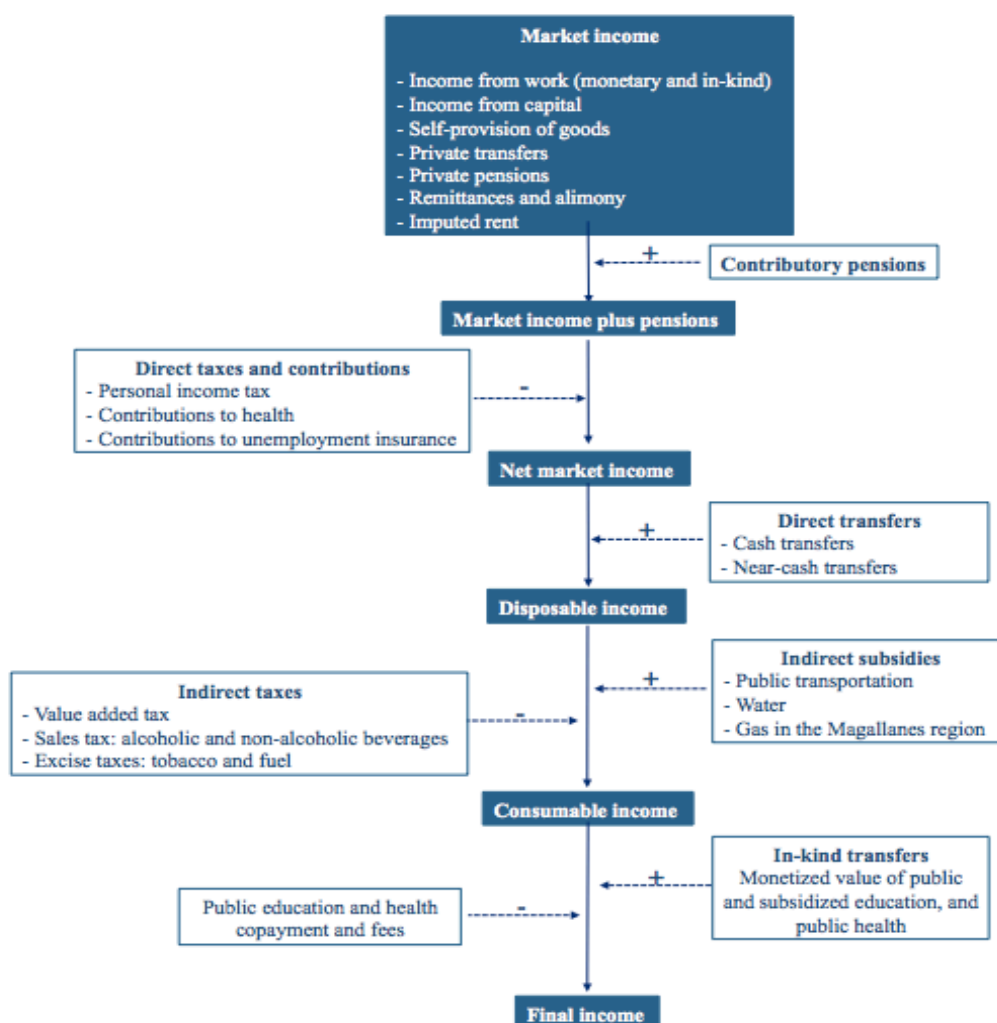 Market income
- Income from work (monetary and in-kind)
- Income from capital
- Self-provision of goods
- Private transfers
- Private pensions
- Remittances and alimony
- Imputed rent
+
Contributory pensions
Market income plus pensions
Direct taxes and contributions
- Personal income tax
- Contributions to health
- Contributions to unemployment insurance
-
Net market income
+
Direct transfers
- Cash transfers
- Near-cash transfers
Disposable income
+
Indirect subsidies
- Public transportation
- Water
- Gas in the Magallanes region
Indirect taxes
- Value added tax
- Sales tax: alcoholic and non-alcoholic beverages
- Excise taxes: tobacco and fuel
-
Consumable income
+
In-kind transfers
Monetized value of public
and subsidized education, and
public health
Public education and health
copayment and fees
-
Final income